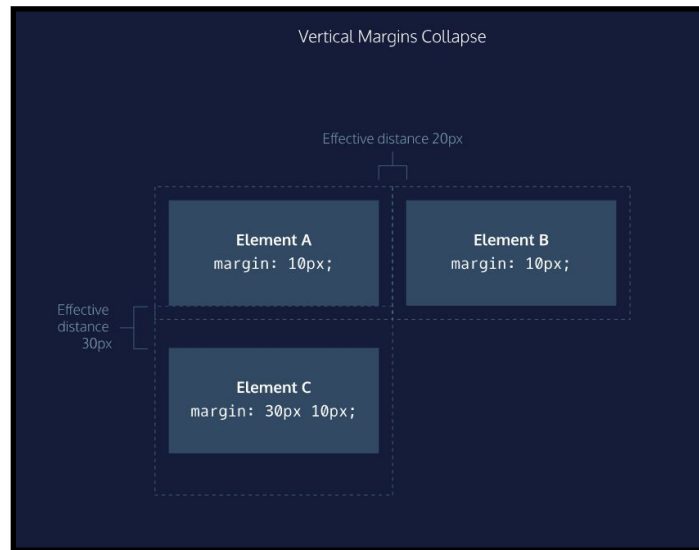 Vertical Margins Collapse
Effective distance 20px
Element A
margin: 10px;
Element B
margin: 10px;
Effective
distance
30px
Element C
margin: 30px 10px;